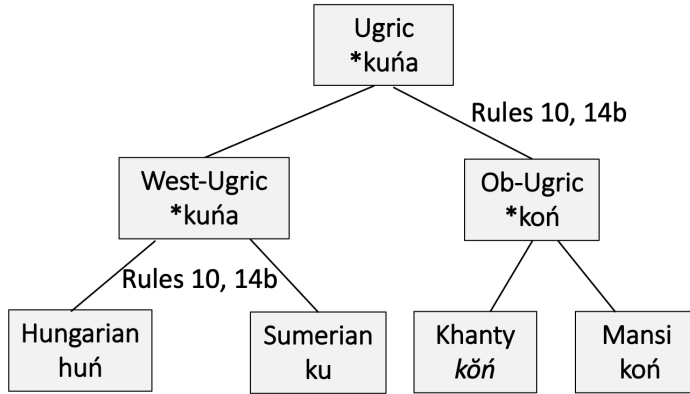 Ugric
*kuńa
Rules 10, 14b
West-Ugric
*kuńa
Ob-Ugric
*koń
Rules 10, 14b
Hungarian
huń
Sumerian
ku
Khanty
kŏń
Mansi
koń